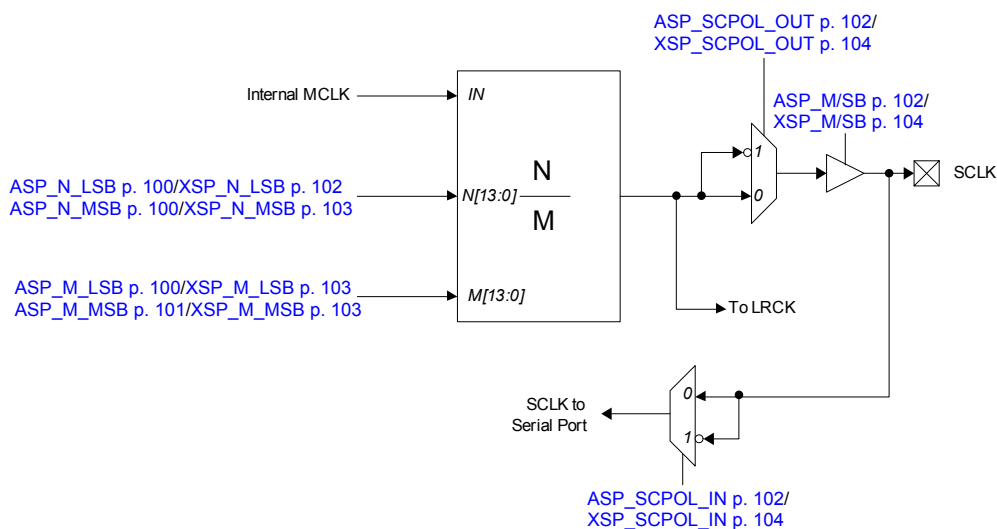 ASP_SCPOL_OUT p. 102/
XSP_SCPOL_OUT p. 104
ASP_M/SB p. 102/
XSP_M/SB p. 104
Internal MCLK
IN
1
0
SCLK
ASP_N_LSB p. 100/XSP_N_LSB p. 102
ASP_N_MSB p. 100/XSP_N_MSB p. 103
N[13:0]
N
M
ASP_M_LSB p. 100/XSP_M_LSB p. 103
ASP_M_MSB p. 101/XSP_M_MSB p. 103
M[13:0]
To LRCK
SCLK to
Serial Port
0
1
ASP_SCPOL_IN p. 102/
XSP_SCPOL_IN p. 104